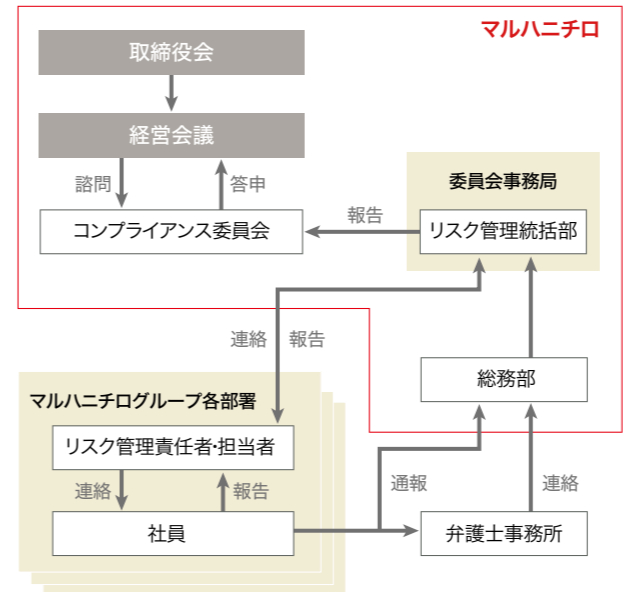 マルハニチロ
取締役会
経営会議
諮問
答申
委員会事務局
コンプライアンス委員会
報告
リスク管理統括部
連絡
報告
総務部
マルハニチログループ各部署
リスク管理責任者・担当者
連絡
報告
通報
連絡
社員
弁護士事務所